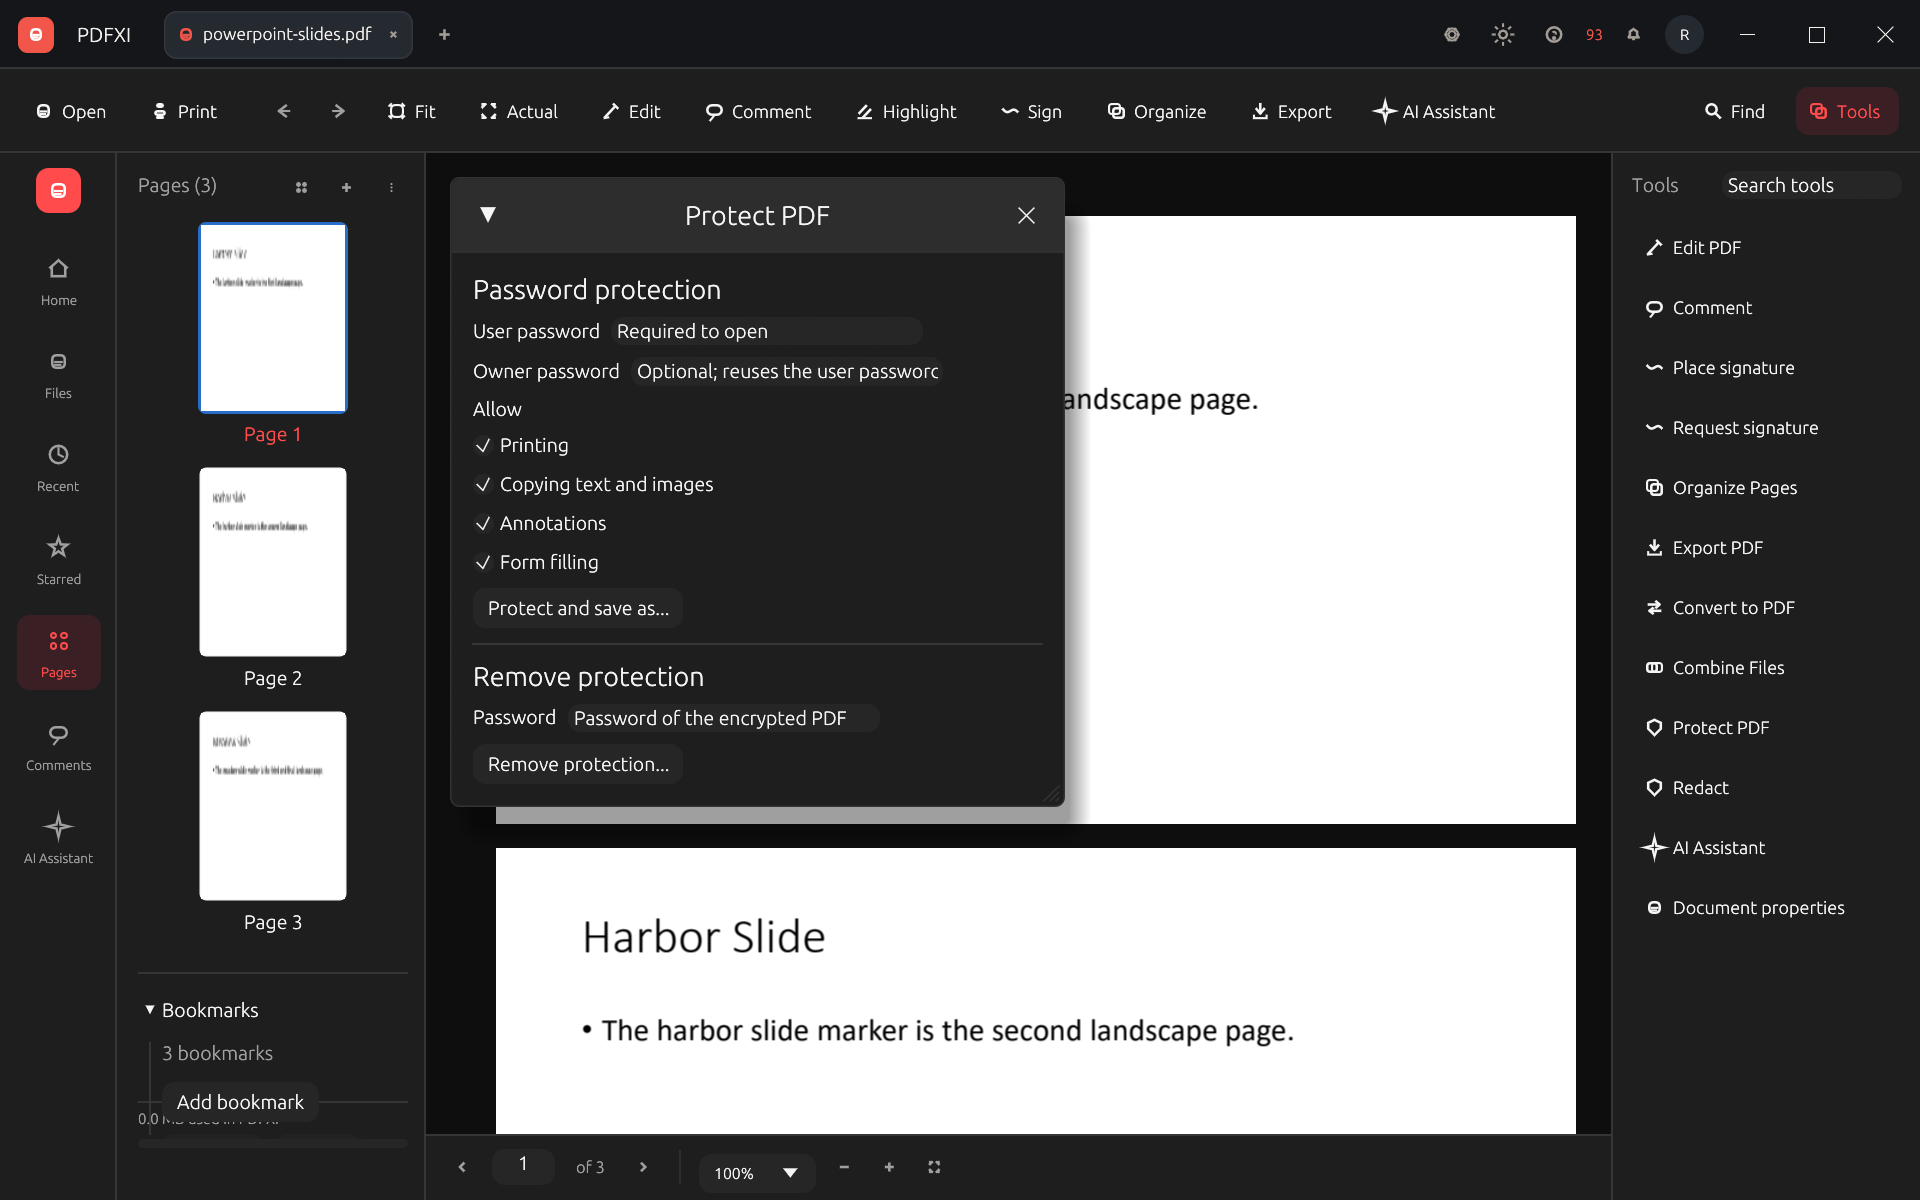 PDFXI
powerpoint-slides.pdf
93
R
Open
Print
Fit
Actual
Edit
Comment
Highlight
Sign
Organize
Export
AI Assistant
Find
Tools
Home
Files
Recent
Starred
Pages
Comments
AI Assistant
Pages (3)
Page 1
Page 2
Page 3
Bookmarks
3 bookmarks
Add bookmark
0.0
Protect PDF
Password protection
User password Required to open
Owner password Optional; reuses the user passworc
Allow
Printing
Copying text and images
Annotations
Form filling
Protect and save as...
Remove protection
Password Password of the encrypted PDF
Remove protection...
andscape page.
Harbor Slide
• The harbor slide marker is the second landscape page.
1 of 3
100%
Tools Search tools
Edit PDF
Comment
Place signature
Request signature
Organize Pages
Export PDF
Convert to PDF
Combine Files
Protect PDF
Redact
AI Assistant
Document properties